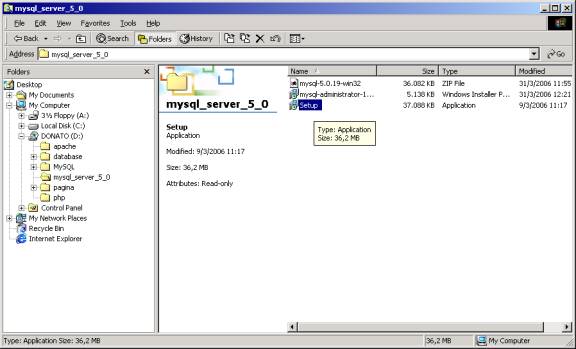 mysql_server_5_0
File Edit View Favorites Tools Help
Back Search Folders History
Address mysql_server_5_0 Go
Folders x
Desktop
My Documents
My Computer
3½ Floppy (A:)
Local Disk (C:)
DONATO (D:)
apache
database
MySQL
mysql_server_5_0
pagina
php
Control Panel
My Network Places
Recycle Bin
Internet Explorer
mysql_server_5_0
Setup
Application
Modified: 9/3/2006 11:17
Size: 36,2 MB
Attributes: Read-only
Name Size Type Modified
mysql-5.0.19-win32 36.082 KB ZIP File 31/3/2006 11:55
mysql-administrator-1... 5.138 KB Windows Installer P... 31/3/2006 12:21
Setup 37.088 KB Application 9/3/2006 11:17
Type: Application
Size: 36,2 MB
Type: Application Size: 36,2 MB 36,2 MB My Computer